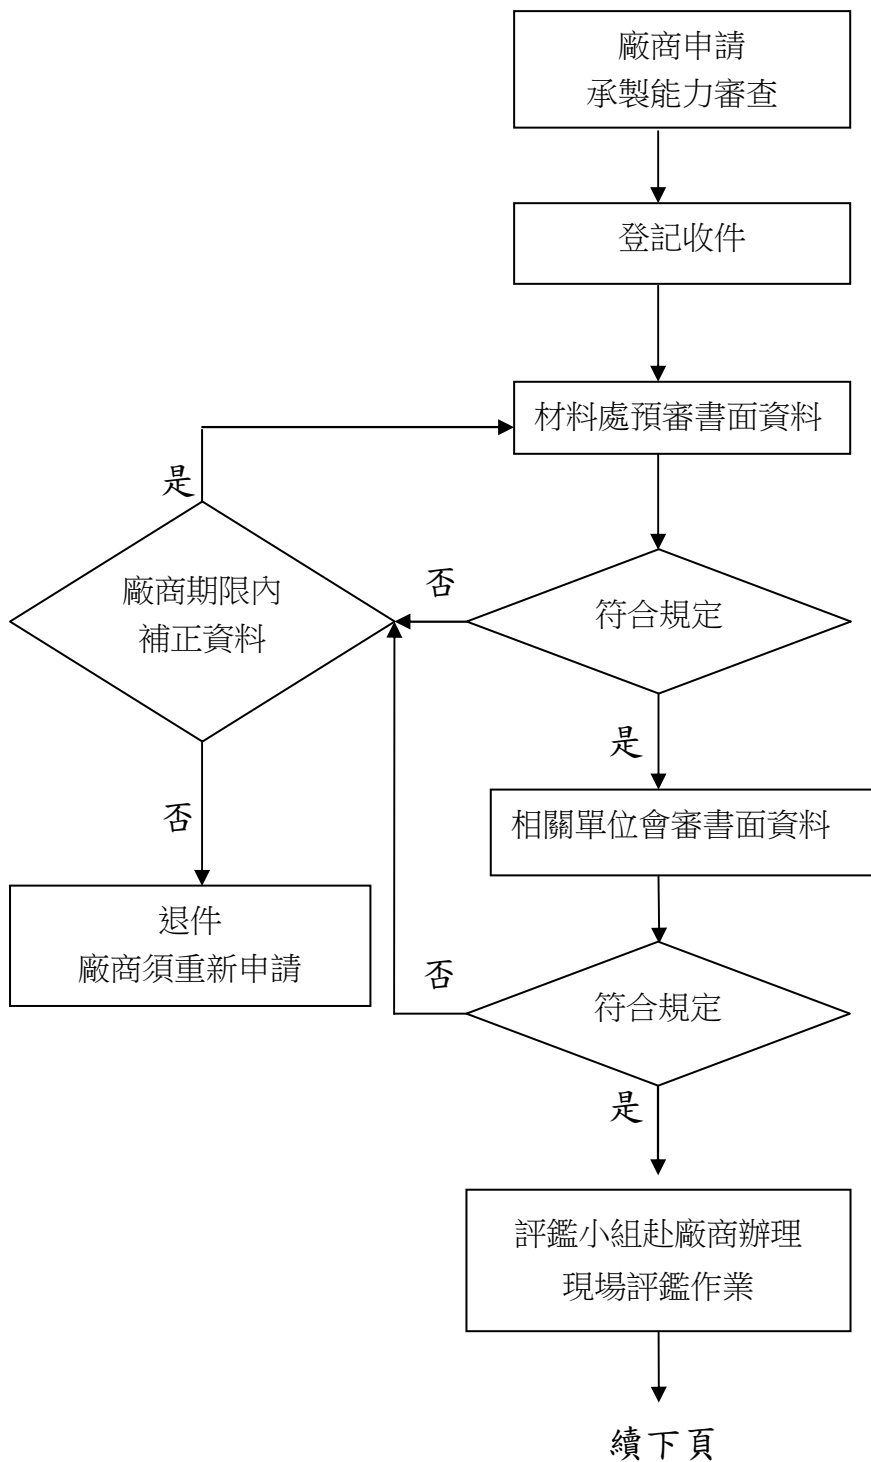 廠商申請
承製能力審查
登記收件
材料處預審書面資料
是
廠商期限內
補正資料
否
符合規定
是
否
相關單位會審書面資料
退件
廠商須重新申請
否
符合規定
是
評鑑小組赴廠商辦理
現場評鑑作業
續下頁